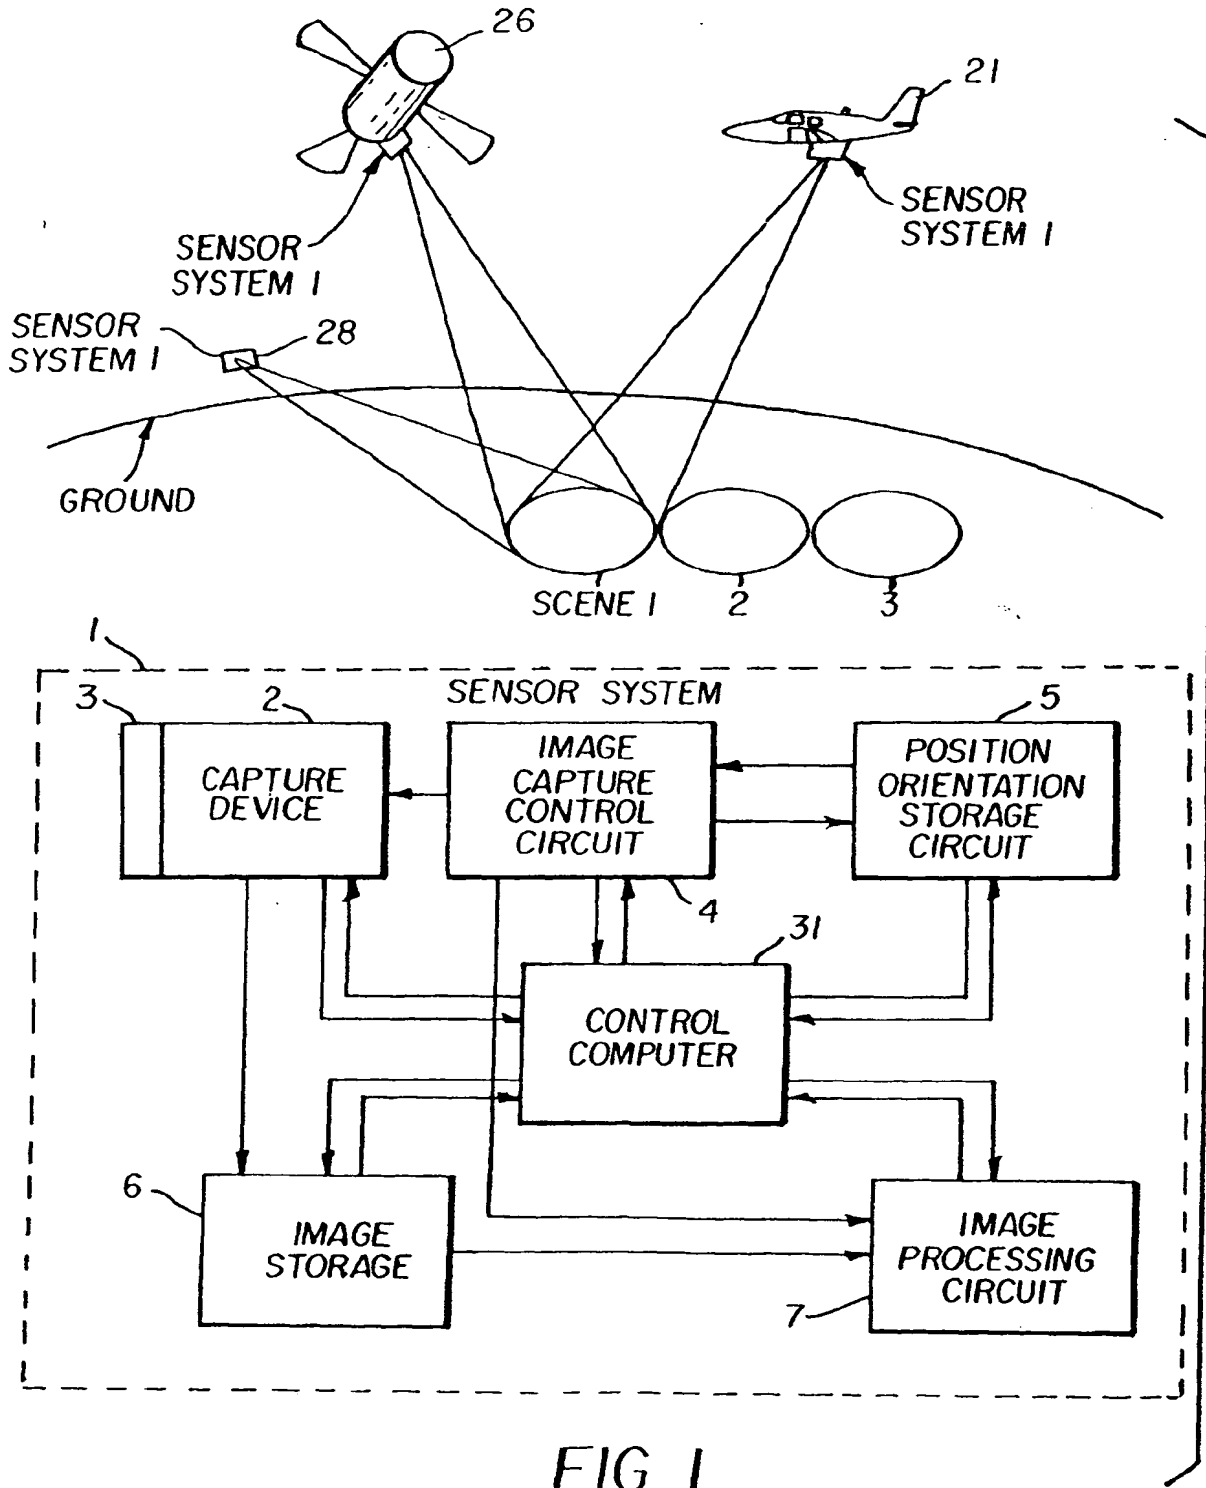 26
21
SENSOR
SYSTEM 1
SENSOR
SYSTEM 1
SENSOR
SYSTEM 1
28
GROUND
SCENE 1
2
3
1
SENSOR SYSTEM
3
2
5
CAPTURE
DEVICE
IMAGE
CAPTURE
CONTROL
CIRCUIT
POSITION
ORIENTATION
STORAGE
CIRCUIT
4
31
CONTROL
COMPUTER
6
IMAGE
STORAGE
IMAGE
PROCESSING
CIRCUIT
7
FIG 1